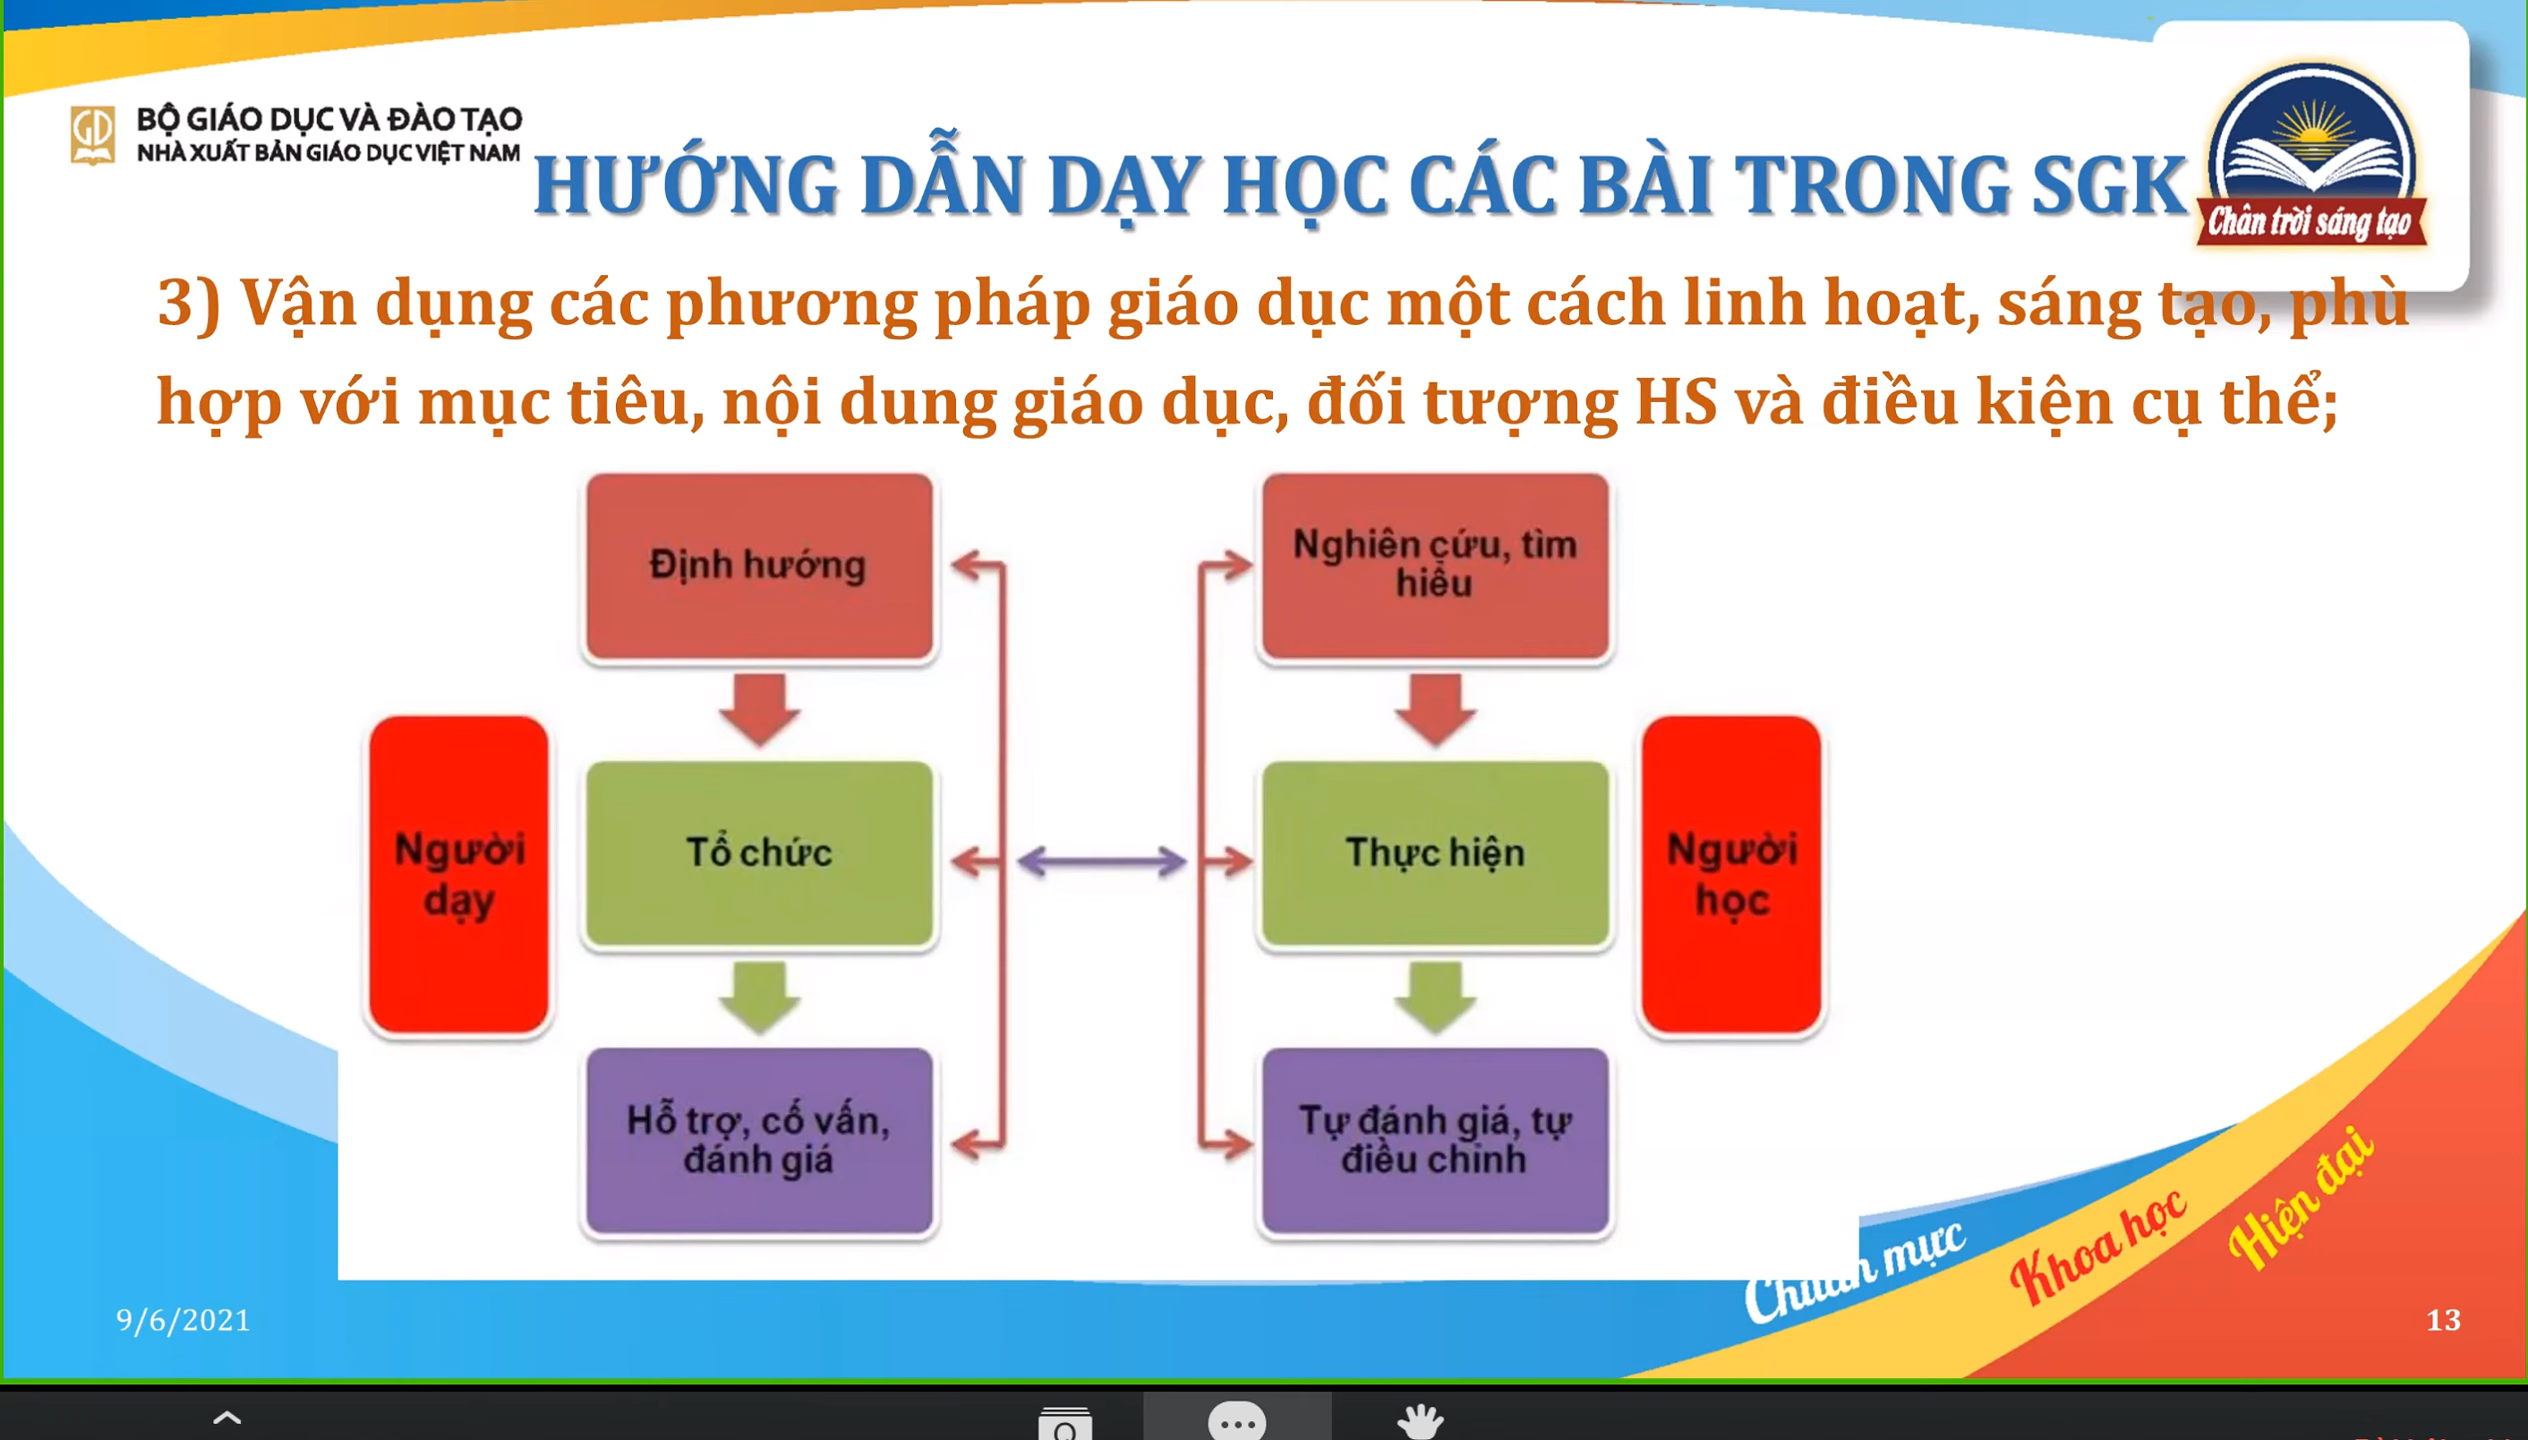 BỘ GIÁO DỤC VÀ ĐÀO TẠO
NHÀ XUẤT BẢN GIÁO DỤC VIỆT NAM
HƯỚNG DẪN DẠY HỌC CÁC BÀI TRONG SGK
Chân trời sáng tạo
3) Vận dụng các phương pháp giáo dục một cách linh hoạt, sáng tạo, phù
hợp với mục tiêu, nội dung giáo dục, đối tượng HS và điều kiện cụ thể;
Định hướng
Nghiên cứu, tìm
hiểu
Người
dạy
Tổ chức
Thực hiện
Người
học
Hỗ trợ, cố vấn,
đánh giá
Tự đánh giá, tự
điều chỉnh
mực
Khoa học
Hiện đại
9/6/2021
13